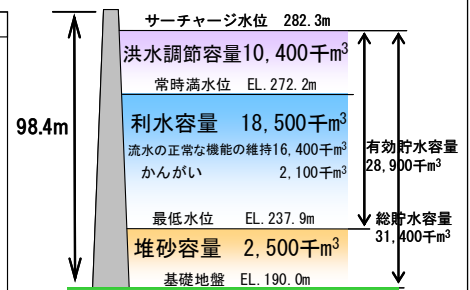 サーチャージ水位 282.3m
洪水調節容量10,400千m³
常時満水位 EL.272.2m
98.4m
利水容量 18,500千m³
流水の正常な機能の維持16,400千m³
かんがい 2,100千m³
有効貯水容量
28,900千m³
最低水位 EL.237.9m
総貯水容量
31,400千m³
堆砂容量 2,500千m³
基礎地盤 EL.190.0m